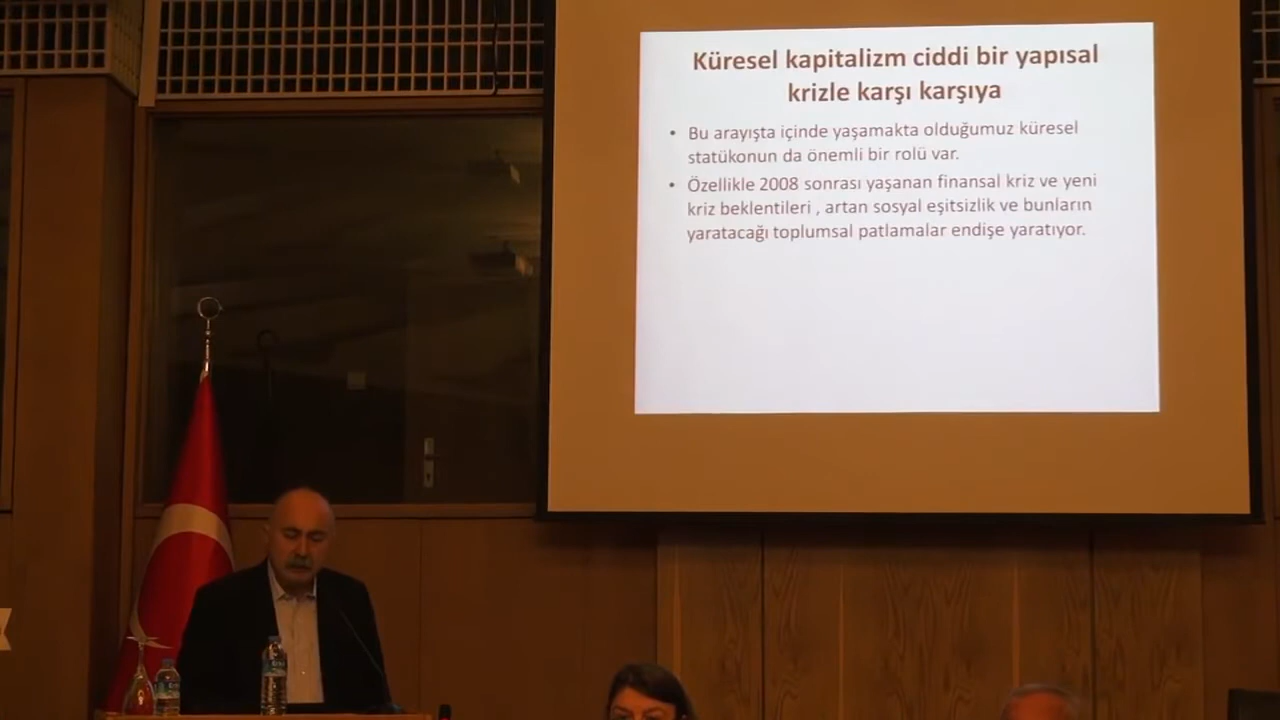 Küresel kapitalizm ciddi bir yapısal
krizle karşı karşıya
• Bu arayışta içinde yaşamakta olduğumuz küresel
statükonun da önemli bir rolü var.
• Özellikle 2008 sonrası yaşanan finansal kriz ve yeni
kriz beklentileri , artan sosyal eşitsizlik ve bunların
yaratacağı toplumsal patlamalar endişe yaratıyor.